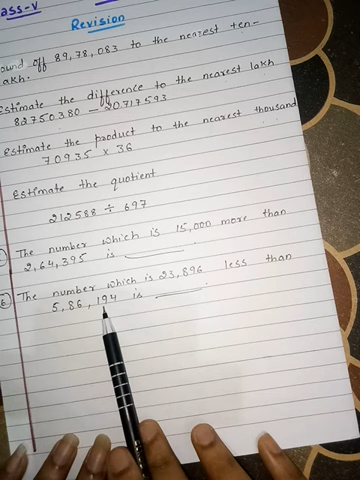 ass-V
Revision
ound off 89,78,083 to the nearest ten-
akh.
Estimate the difference to the nearest lakh
82750380 - 20717593
Estimate the product to the nearest thousand
70935 × 36
Estimate the quotient
212588 ÷ 697
The number which is 15,000 more than
2,64,395 is ______
6 The number which is 23,896 less than
5,86,194 is ______.